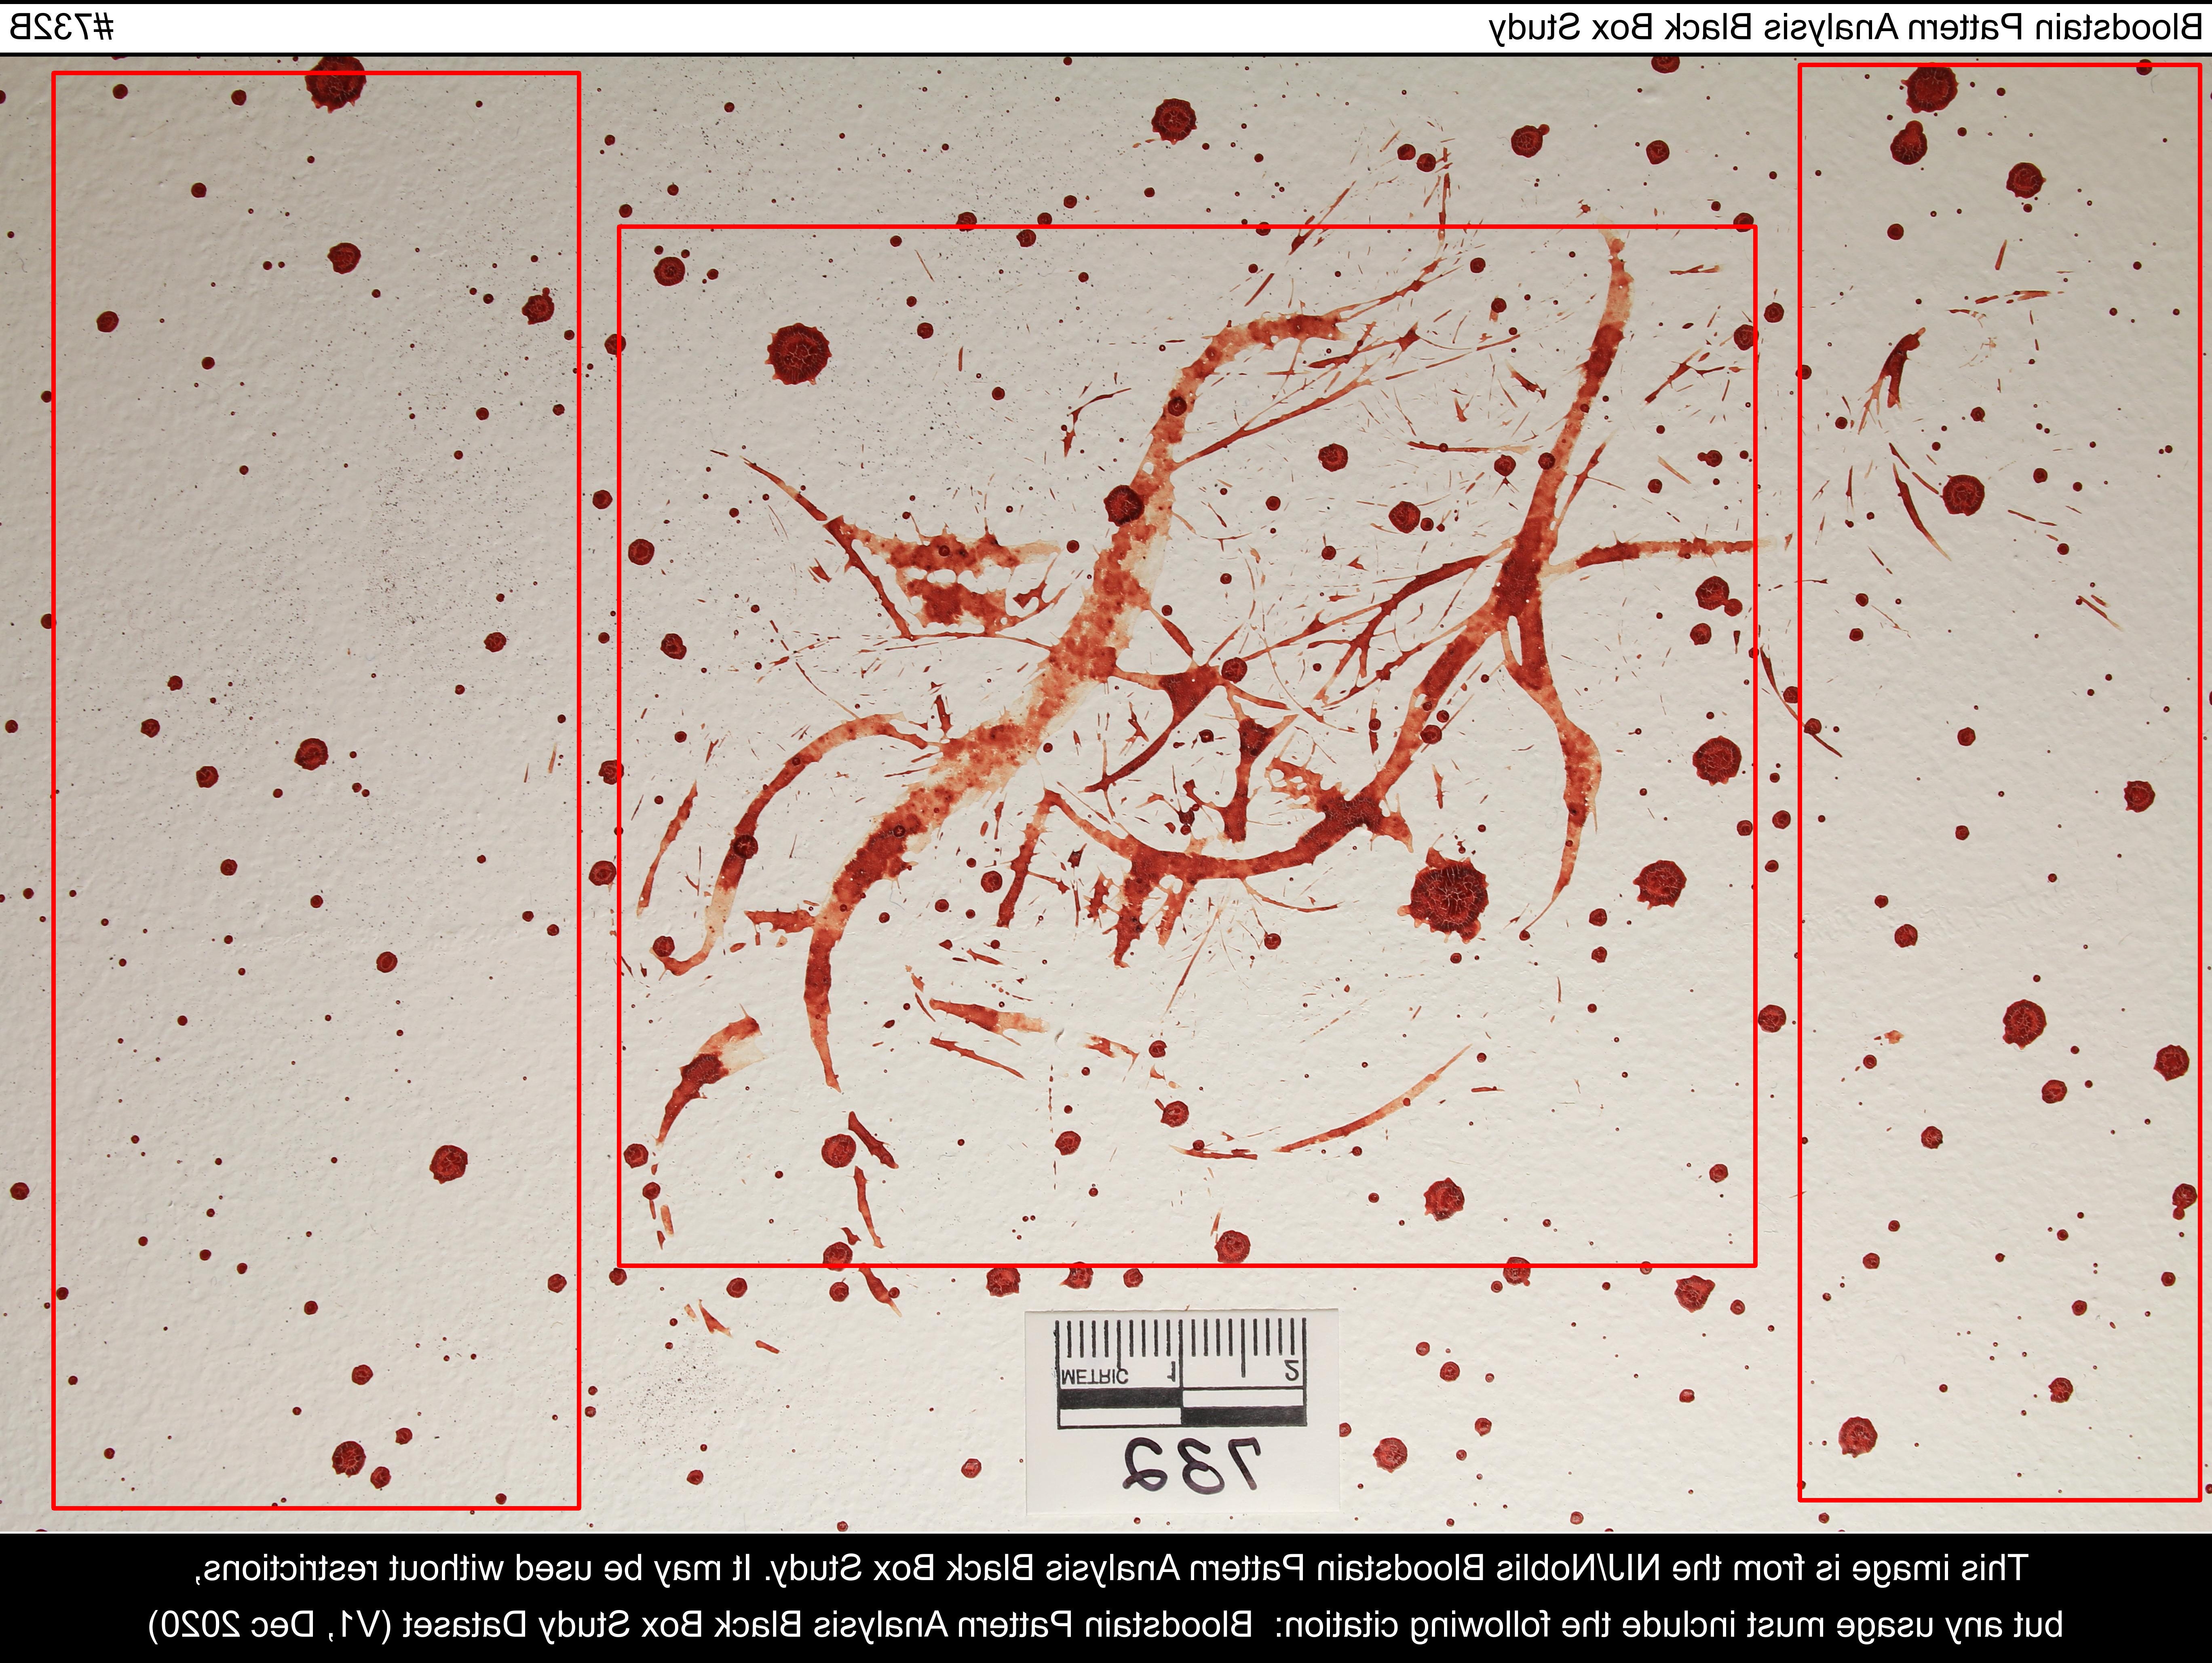 Bloodstain Pattern Analysis Black Box Study #732B
METRIC 1 2
732
This image is from the NIJ/Noblis Bloodstain Pattern Analysis Black Box Study. It may be used without restrictions,
but any usage must include the following citation: Bloodstain Pattern Analysis Black Box Study Dataset (V1, Dec 2020)